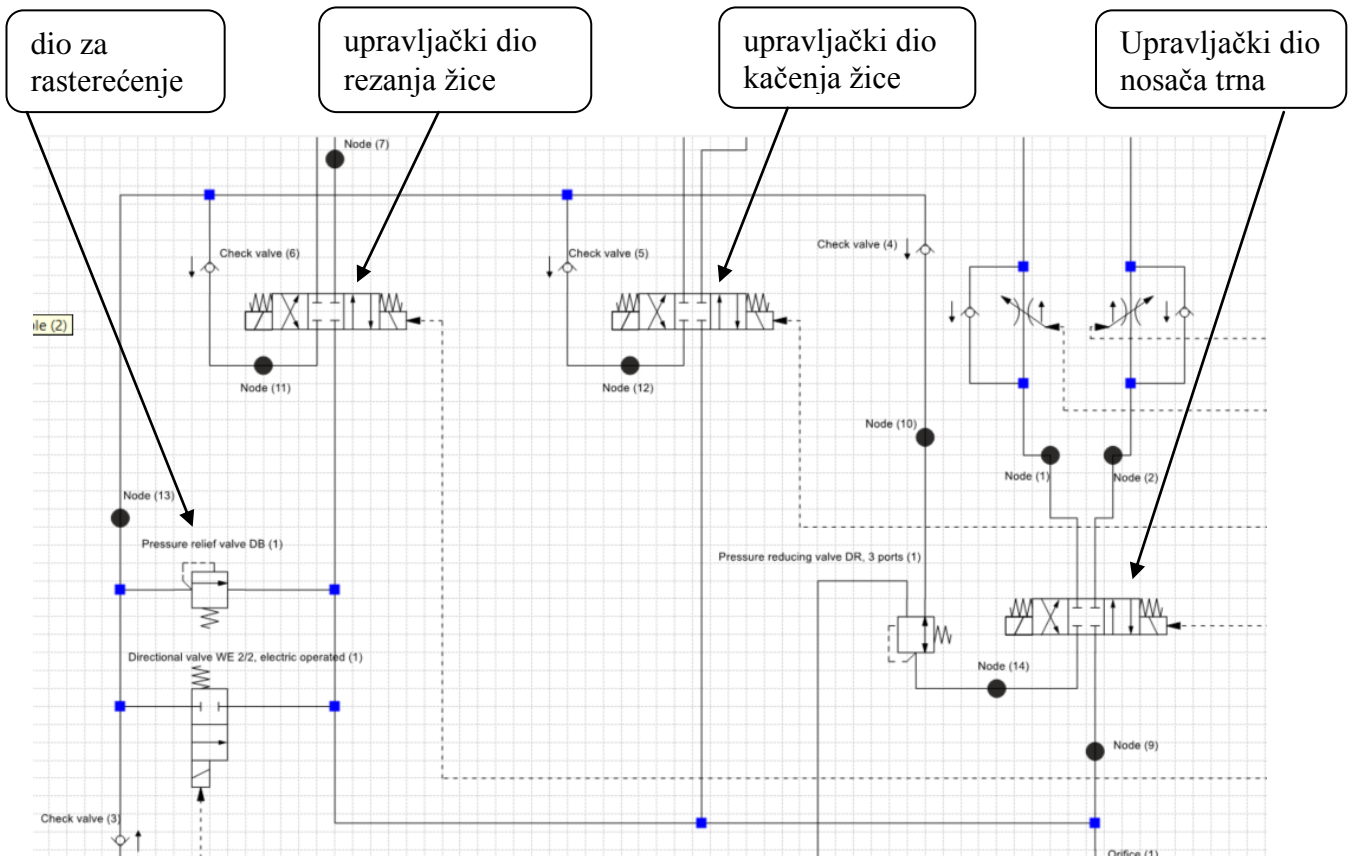 dio za
rasterećenje
upravljački dio
rezanja žice
upravljački dio
kačenja žice
Upravljački dio
nosača trna
Node (7)
Check valve (6)
Check valve (5)
Check valve (4)
ple (2)
Node (11)
Node (12)
Node (10)
Node (1)
Node (2)
Node (13)
Pressure relief valve DB (1)
Pressure reducing valve DR, 3 ports (1)
Directional valve WE 2/2, electric operated (1)
Node (14)
Node (9)
Check valve (3)
Orifice (1)